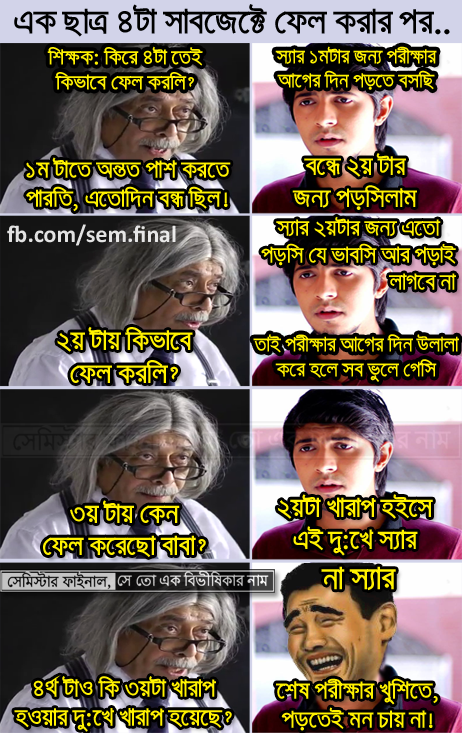 এক ছাত্র ৪টা সাবজেক্টে ফেল করার পর..
শিক্ষক: কিরে ৪টা তেই
কিভাবে ফেল করলি?
১ম টাতে অন্তত পাশ করতে
পারতি, এতোদিন বন্ধ ছিল!
স্যার ১মটার জন্য পরীক্ষার
আগের দিন পড়তে বসছি
বন্ধে ২য় টার
জন্য পড়সিলাম
fb.com/sem.final
২য় টায় কিভাবে
ফেল করলি?
স্যার ২য়টার জন্য এতো
পড়সি যে ভাবসি আর পড়াই
লাগবে না
তাই পরীক্ষার আগের দিন উলালা
করে হলে সব ভুলে গেসি
সেমিস্টার ফাইনাল, সে তো এক বিভীষিকার নাম
৩য় টায় কেন
ফেল করেছো বাবা?
২য়টা খারাপ হইসে
এই দু:খে স্যার
সেমিস্টার ফাইনাল, সে তো এক বিভীষিকার নাম
৪র্থ টাও কি ৩য়টা খারাপ
হওয়ার দু:খে খারাপ হয়েছে?
না স্যার
শেষ পরীক্ষার খুশিতে,
পড়তেই মন চায় না!